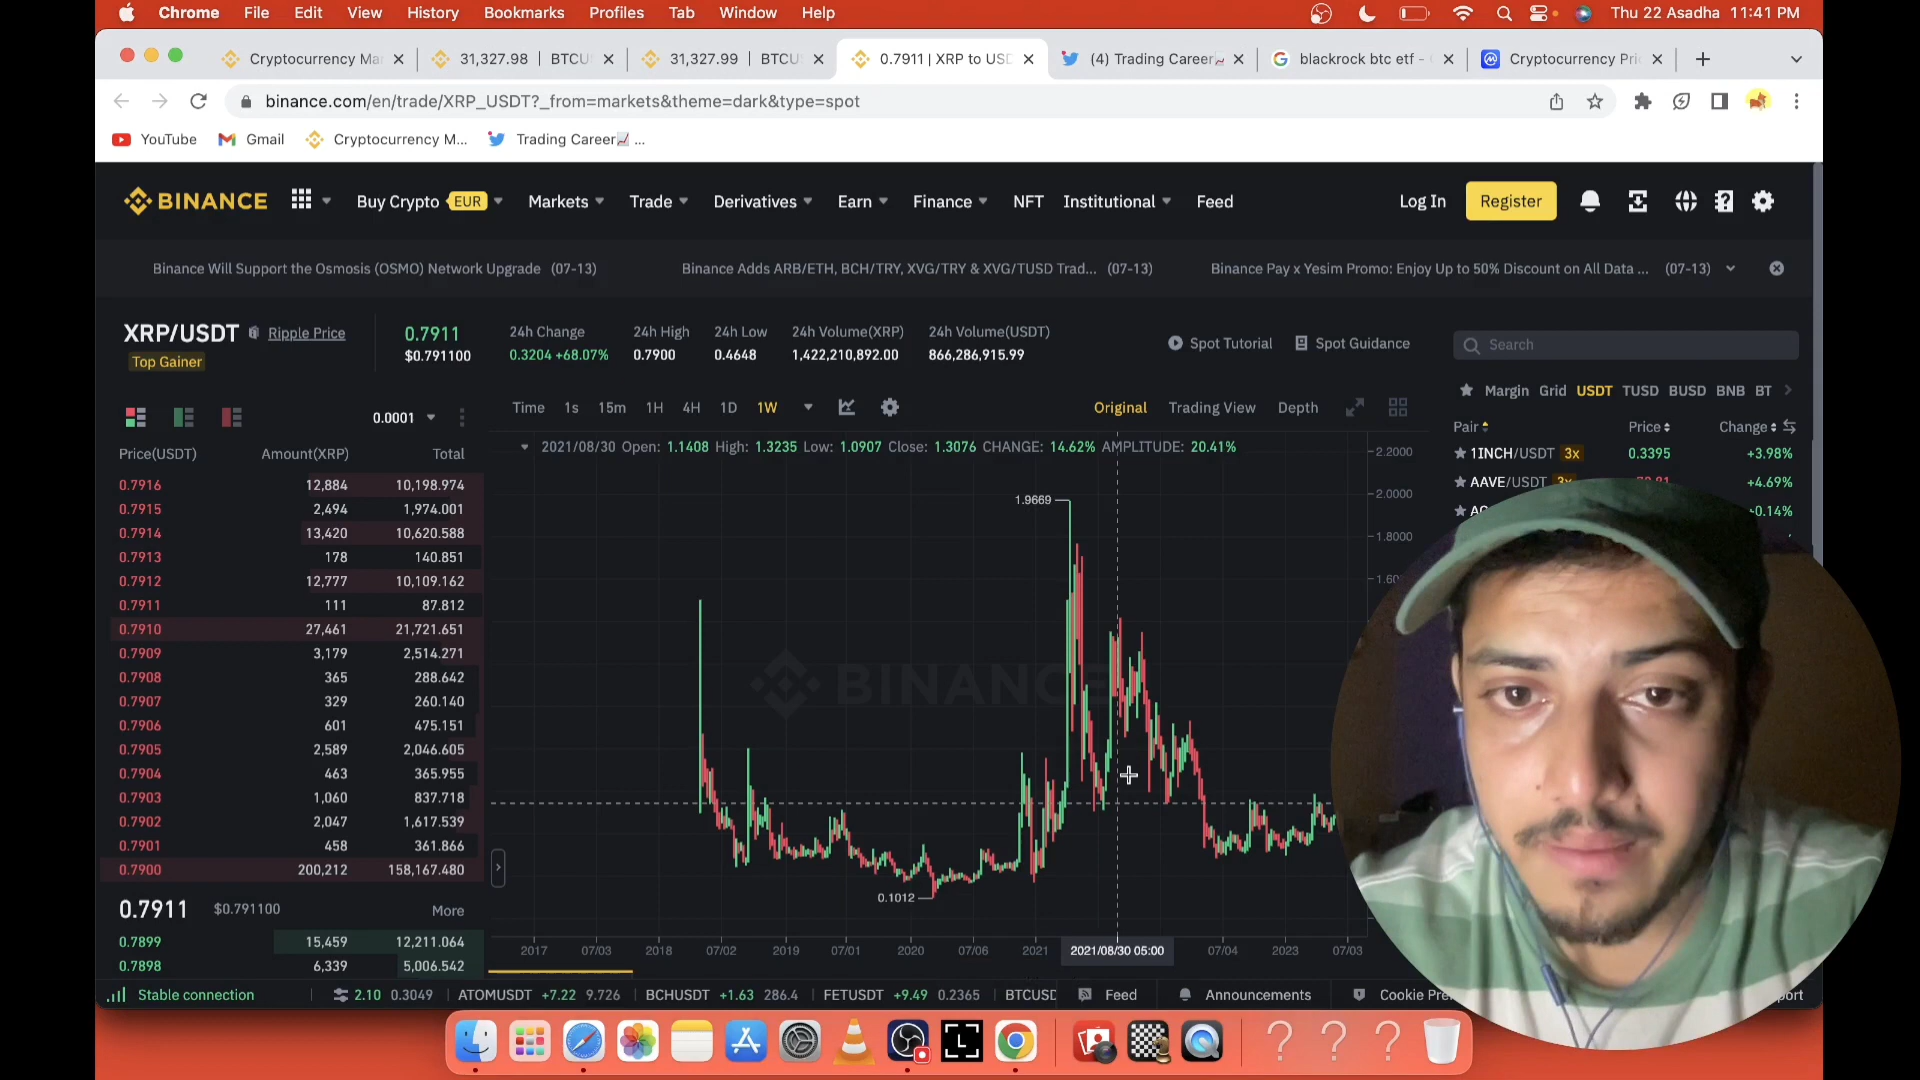 Chrome File Edit View History Bookmarks Profiles Tab Window Help Thu 22 Asadha 11:41 PM
Cryptocurrency Mar 31,327.98 | BTCU 31,327.99 | BTCU 0.7911 | XRP to USD (4) Trading Career blackrock btc etf - Cryptocurrency Pri
binance.com/en/trade/XRP_USDT?_from=markets&theme=dark&type=spot
YouTube Gmail Cryptocurrency M... Trading Career ...
BINANCE Buy Crypto EUR Markets Trade Derivatives Earn Finance NFT Institutional Feed Log In Register
Binance Will Support the Osmosis (OSMO) Network Upgrade (07-13) Binance Adds ARB/ETH, BCH/TRY, XVG/TRY & XVG/TUSD Trad... (07-13) Binance Pay x Yesim Promo: Enjoy Up to 50% Discount on All Data ... (07-13)
XRP/USDT Ripple Price 0.7911 24h Change 24h High 24h Low 24h Volume(XRP) 24h Volume(USDT) Spot Tutorial Spot Guidance Search
Top Gainer $0.791100 0.3204 +68.07% 0.7900 0.4648 1,422,210,892.00 866,286,915.99
Margin Grid USDT TUSD BUSD BNB BT
0.0001 Time 1s 15m 1H 4H 1D 1W Original Trading View Depth
Pair Price Change
2021/08/30 Open: 1.1408 High: 1.3235 Low: 1.0907 Close: 1.3076 CHANGE: 14.62% AMPLITUDE: 20.41%
Price(USDT) Amount(XRP) Total
1INCH/USDT 3x 0.3395 +3.98%
AAVE/USDT +4.69%
0.14%
0.7916 12,884 10,198.974
0.7915 2,494 1,974.001
0.7914 13,420 10,620.588
0.7913 178 140.851
0.7912 12,777 10,109.162
0.7911 111 87.812
0.7910 27,461 21,721.651
0.7909 3,179 2,514.271
0.7908 365 288.642
0.7907 329 260.140
0.7906 601 475.151
0.7905 2,589 2,046.605
0.7904 463 365.955
0.7903 1,060 837.718
0.7902 2,047 1,617.539
0.7901 458 361.866
0.7900 200,212 158,167.480
0.7911 $0.791100 More
0.7899 15,459 12,211.064
0.7898 6,339 5,006.542
2.2000
2.0000
1.8000
1.60
1.9669
BINANCE
0.1012
2017 07/03 2018 07/02 2019 07/01 2020 07/06 2021 2021/08/30 05:00 07/04 2023 07/03
Stable connection 2.10 0.3049 ATOMUSDT +7.22 9.726 BCHUSDT +1.63 286.4 FETUSDT +9.49 0.2365 BTCUSD Feed Announcements Cookie Pre port